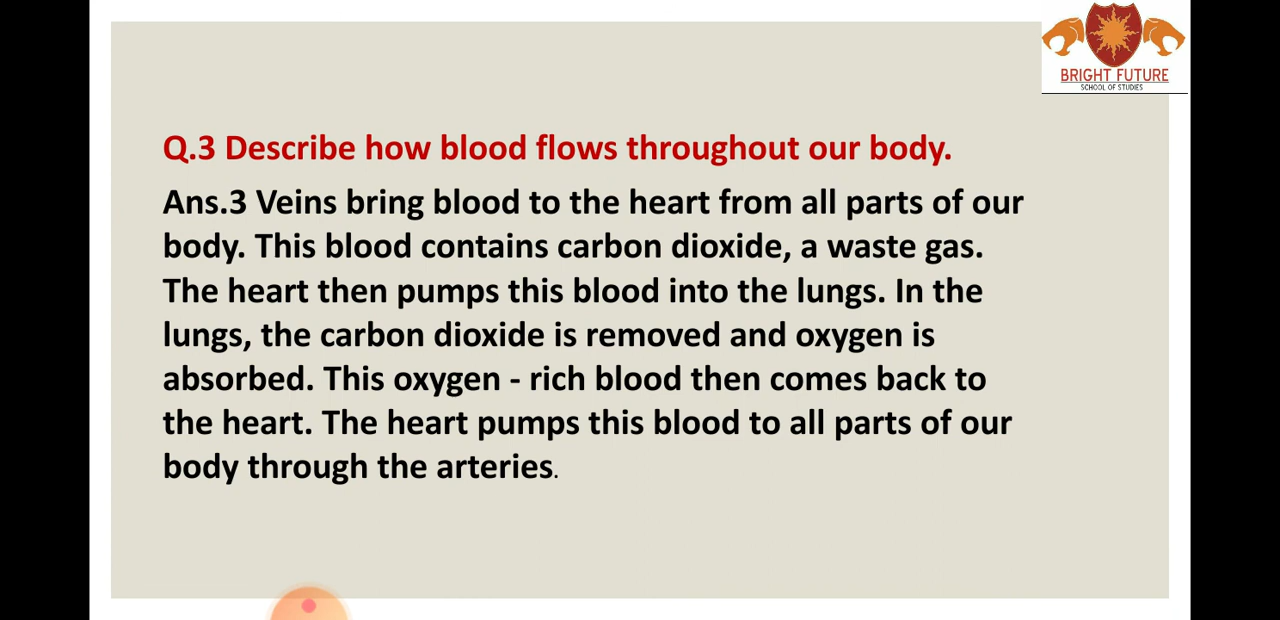 BRIGHT FUTURE
SCHOOL OF STUDIES
Q.3 Describe how blood flows throughout our body.
Ans.3 Veins bring blood to the heart from all parts of our
body. This blood contains carbon dioxide, a waste gas.
The heart then pumps this blood into the lungs. In the
lungs, the carbon dioxide is removed and oxygen is
absorbed. This oxygen - rich blood then comes back to
the heart. The heart pumps this blood to all parts of our
body through the arteries.